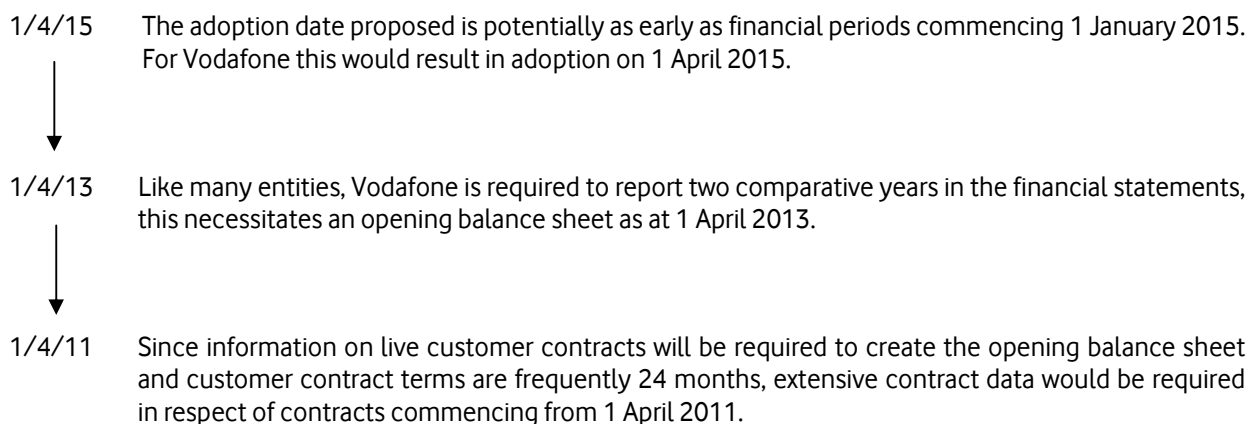 1/4/15 The adoption date proposed is potentially as early as financial periods commencing 1 January 2015.
For Vodafone this would result in adoption on 1 April 2015.
1/4/13 Like many entities, Vodafone is required to report two comparative years in the financial statements,
this necessitates an opening balance sheet as at 1 April 2013.
1/4/11 Since information on live customer contracts will be required to create the opening balance sheet
and customer contract terms are frequently 24 months, extensive contract data would be required
in respect of contracts commencing from 1 April 2011.